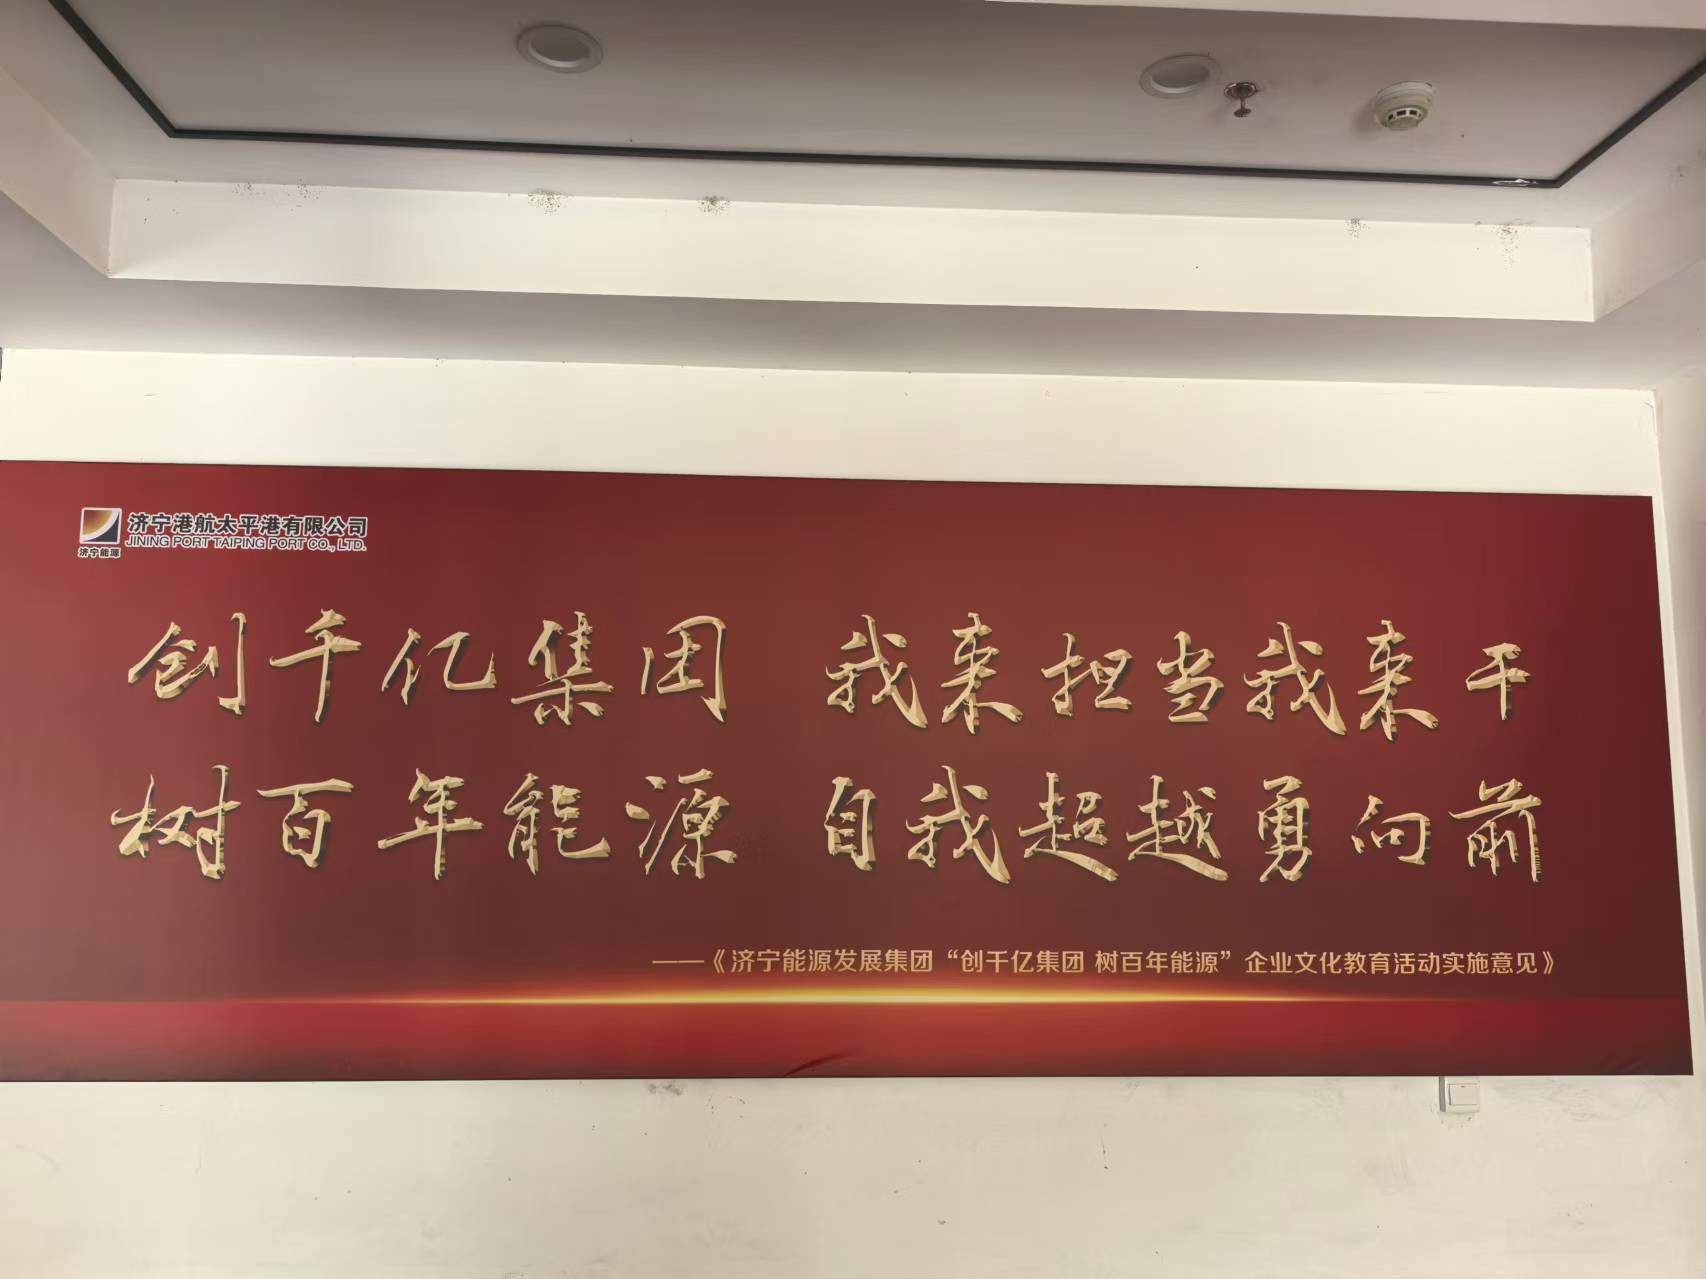 济宁能源
济宁港航太平港有限公司
JINING PORT TAIPING PORT CO., LTD.
创千亿集团 我来担当我来干
树百年能源 自我超越勇向前
——《济宁能源发展集团“创千亿集团 树百年能源”企业文化教育活动实施意见》